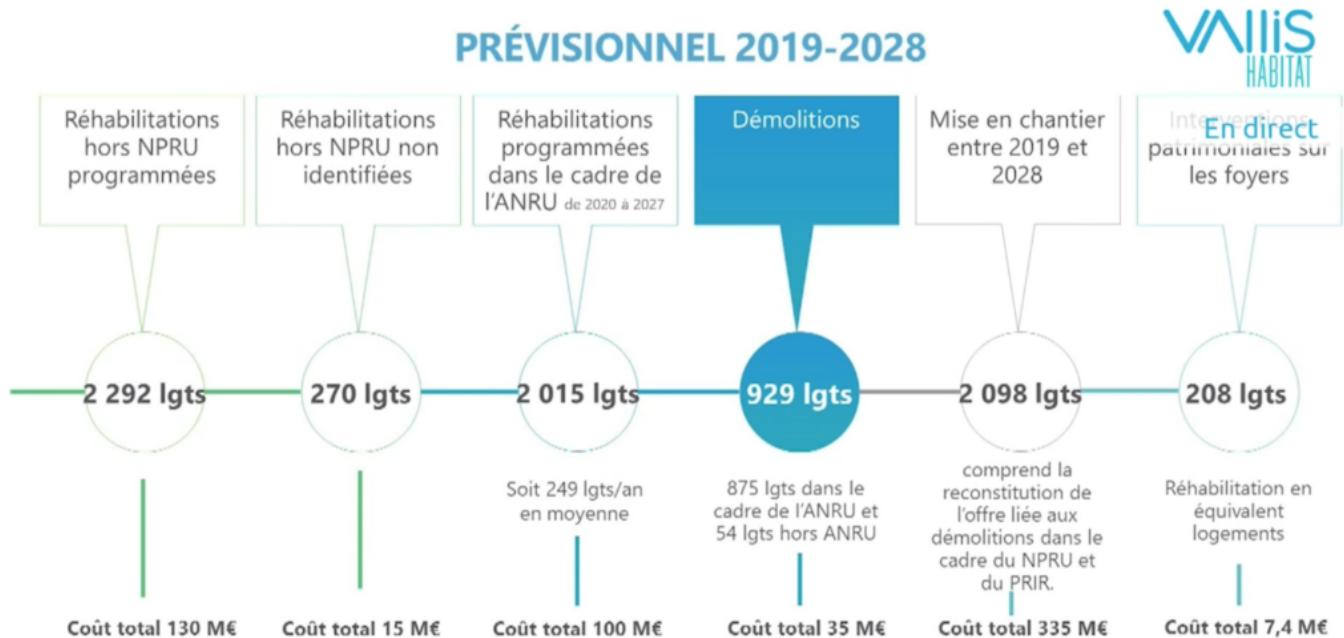 PRÉVISIONNEL 2019-2028
VAlliS
HABITAT
En direct
Réhabilitations
hors NPRU
programmées
Réhabilitations
hors NPRU non
identifiées
Réhabilitations
programmées
dans le cadre de
l'ANRU de 2020 à 2027
Démolitions
Mise en chantier
entre 2019 et
2028
Interventions
patrimoniales sur
les foyers
2 292 lgts
270 lgts
2 015 lgts
929 lgts
2 098 lgts
208 lgts
Soit 249 lgts/an
en moyenne
875 lgts dans le
cadre de l'ANRU et
54 lgts hors ANRU
comprend la
reconstitution de
l'offre liée aux
démolitions dans le
cadre du NPRU et
du PRIR.
Réhabilitation en
équivalent
logements
Coût total 130 M€
Coût total 15 M€
Coût total 100 M€
Coût total 35 M€
Coût total 335 M€
Coût total 7,4 M€